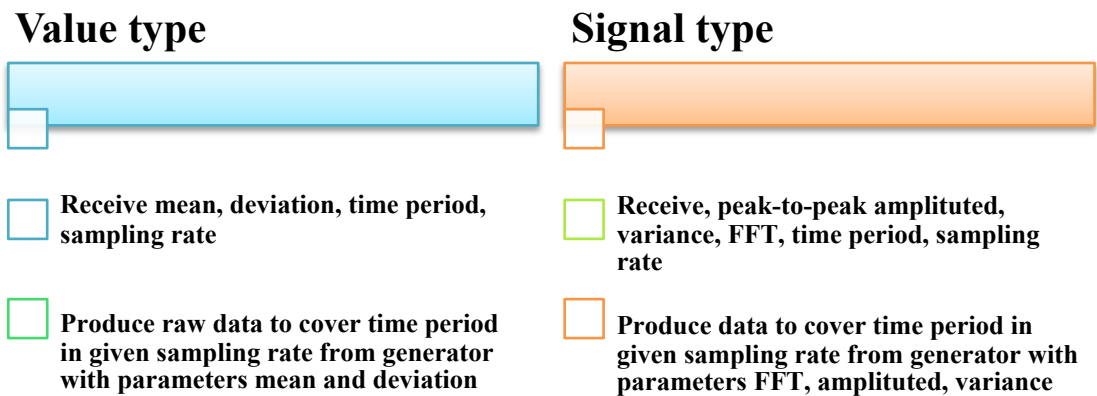 Value type
Receive mean, deviation, time period,
sampling rate
Produce raw data to cover time period
in given sampling rate from generator
with parameters mean and deviation
Signal type
Receive, peak-to-peak amplituted,
variance, FFT, time period, sampling
rate
Produce data to cover time period in
given sampling rate from generator with
parameters FFT, amplituted, variance